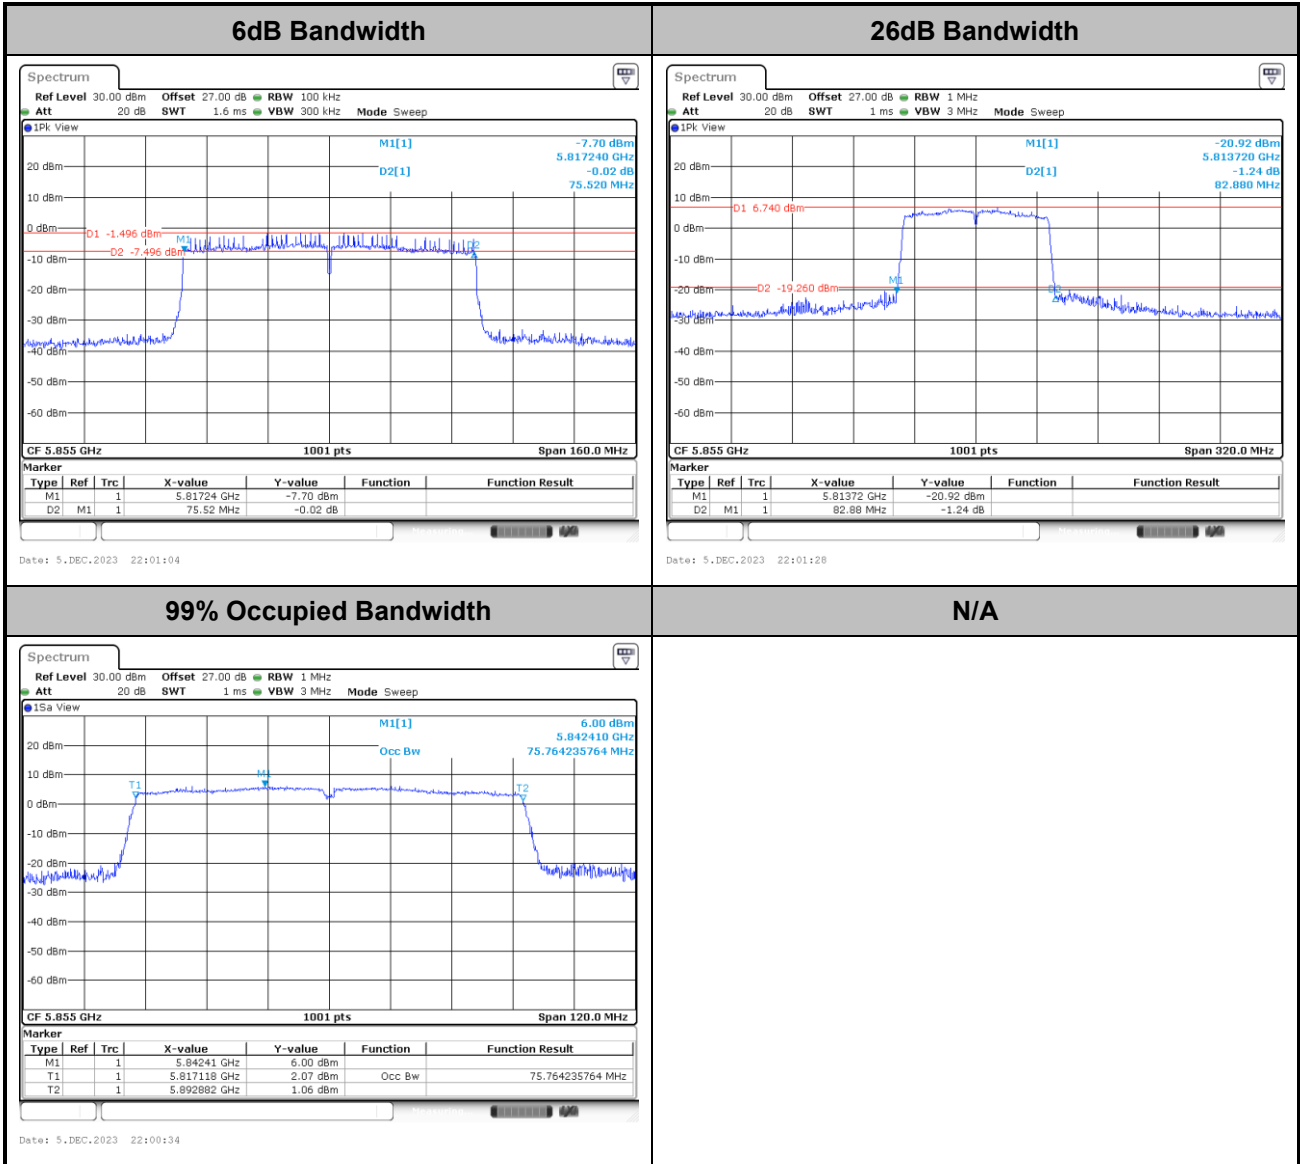 6dB Bandwidth
26dB Bandwidth
Spectrum
Ref Level 30.00 dBm Offset 27.00 dB RBW 100 kHz
Att 20 dB SWT 1.6 ms VBW 300 kHz Mode Sweep
1Pk View
M1[1] -7.70 dBm
5.817240 GHz
D2[1] -0.02 dB
75.520 MHz
20 dBm
10 dBm
0 dBm
D1 -1.496 dBm
M1
D2 -7.496 dBm
D2
-10 dBm
-20 dBm
-30 dBm
-40 dBm
-50 dBm
-60 dBm
CF 5.855 GHz 1001 pts Span 160.0 MHz
Marker
Type Ref Trc X-value Y-value Function Function Result
M1 1 5.81724 GHz -7.70 dBm
D2 M1 1 75.52 MHz -0.02 dB
Date: 5.DEC.2023 22:01:04
Spectrum
Ref Level 30.00 dBm Offset 27.00 dB RBW 1 MHz
Att 20 dB SWT 1 ms VBW 3 MHz Mode Sweep
1Pk View
M1[1] -20.92 dBm
5.813720 GHz
D2[1] -1.24 dB
82.880 MHz
20 dBm
10 dBm
D1 6.740 dBm
0 dBm
-10 dBm
M1
-20 dBm
D2 -19.260 dBm
D2
-30 dBm
-40 dBm
-50 dBm
-60 dBm
CF 5.855 GHz 1001 pts Span 320.0 MHz
Marker
Type Ref Trc X-value Y-value Function Function Result
M1 1 5.81372 GHz -20.92 dBm
D2 M1 1 82.88 MHz -1.24 dB
Date: 5.DEC.2023 22:01:28
99% Occupied Bandwidth
N/A
Spectrum
Ref Level 30.00 dBm Offset 27.00 dB RBW 1 MHz
Att 20 dB SWT 1 ms VBW 3 MHz Mode Sweep
1Sa View
M1[1] 6.00 dBm
5.842410 GHz
Occ Bw 75.764235764 MHz
20 dBm
10 dBm
M1
T1
T2
0 dBm
-10 dBm
-20 dBm
-30 dBm
-40 dBm
-50 dBm
-60 dBm
CF 5.855 GHz 1001 pts Span 120.0 MHz
Marker
Type Ref Trc X-value Y-value Function Function Result
M1 1 5.84241 GHz 6.00 dBm
T1 1 5.817118 GHz 2.07 dBm Occ Bw 75.764235764 MHz
T2 1 5.892882 GHz 1.06 dBm
Date: 5.DEC.2023 22:00:34